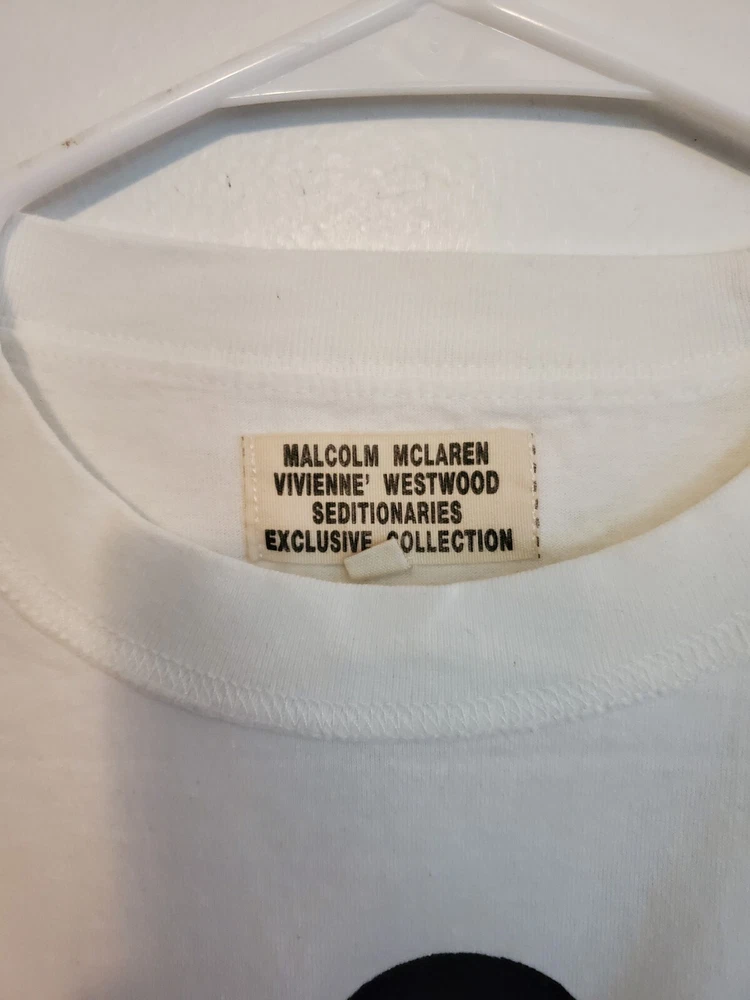 MALCOLM MCLAREN
VIVIENNE' WESTWOOD
SEDITIONARIES
EXCLUSIVE COLLECTION